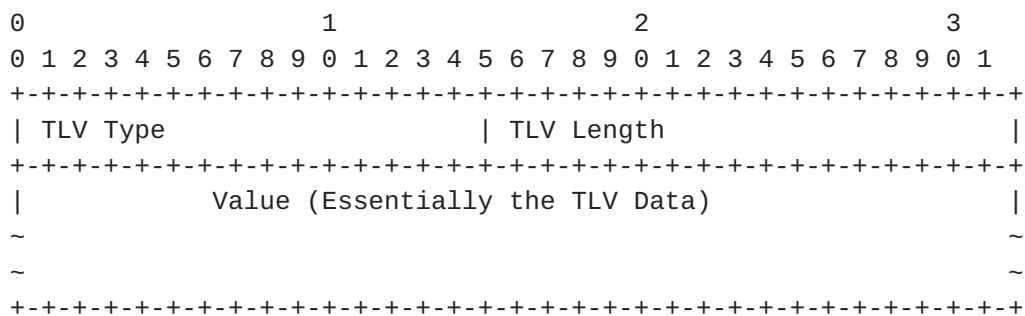 0                   1                   2                   3
0 1 2 3 4 5 6 7 8 9 0 1 2 3 4 5 6 7 8 9 0 1 2 3 4 5 6 7 8 9 0 1
+-+-+-+-+-+-+-+-+-+-+-+-+-+-+-+-+-+-+-+-+-+-+-+-+-+-+-+-+-+-+-+-+
| TLV Type                    | TLV Length                      |
+-+-+-+-+-+-+-+-+-+-+-+-+-+-+-+-+-+-+-+-+-+-+-+-+-+-+-+-+-+-+-+-+
|            Value (Essentially the TLV Data)                   |
~                                                               ~
~                                                               ~
+-+-+-+-+-+-+-+-+-+-+-+-+-+-+-+-+-+-+-+-+-+-+-+-+-+-+-+-+-+-+-+-+